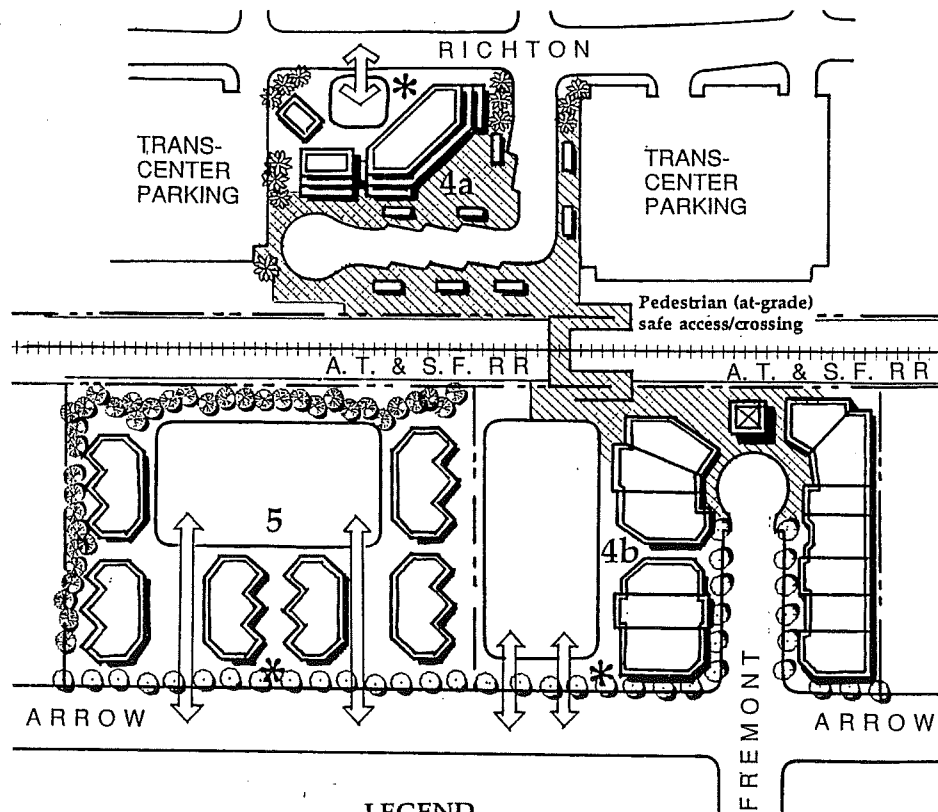 RICHTON
TRANS-
CENTER
PARKING
4a
TRANS-
CENTER
PARKING
Pedestrian (at-grade)
safe access/crossing
A.T. & S.F. RR
A.T. & S.F. RR
5
4b
ARROW
FREMONT
ARROW
LEGEND